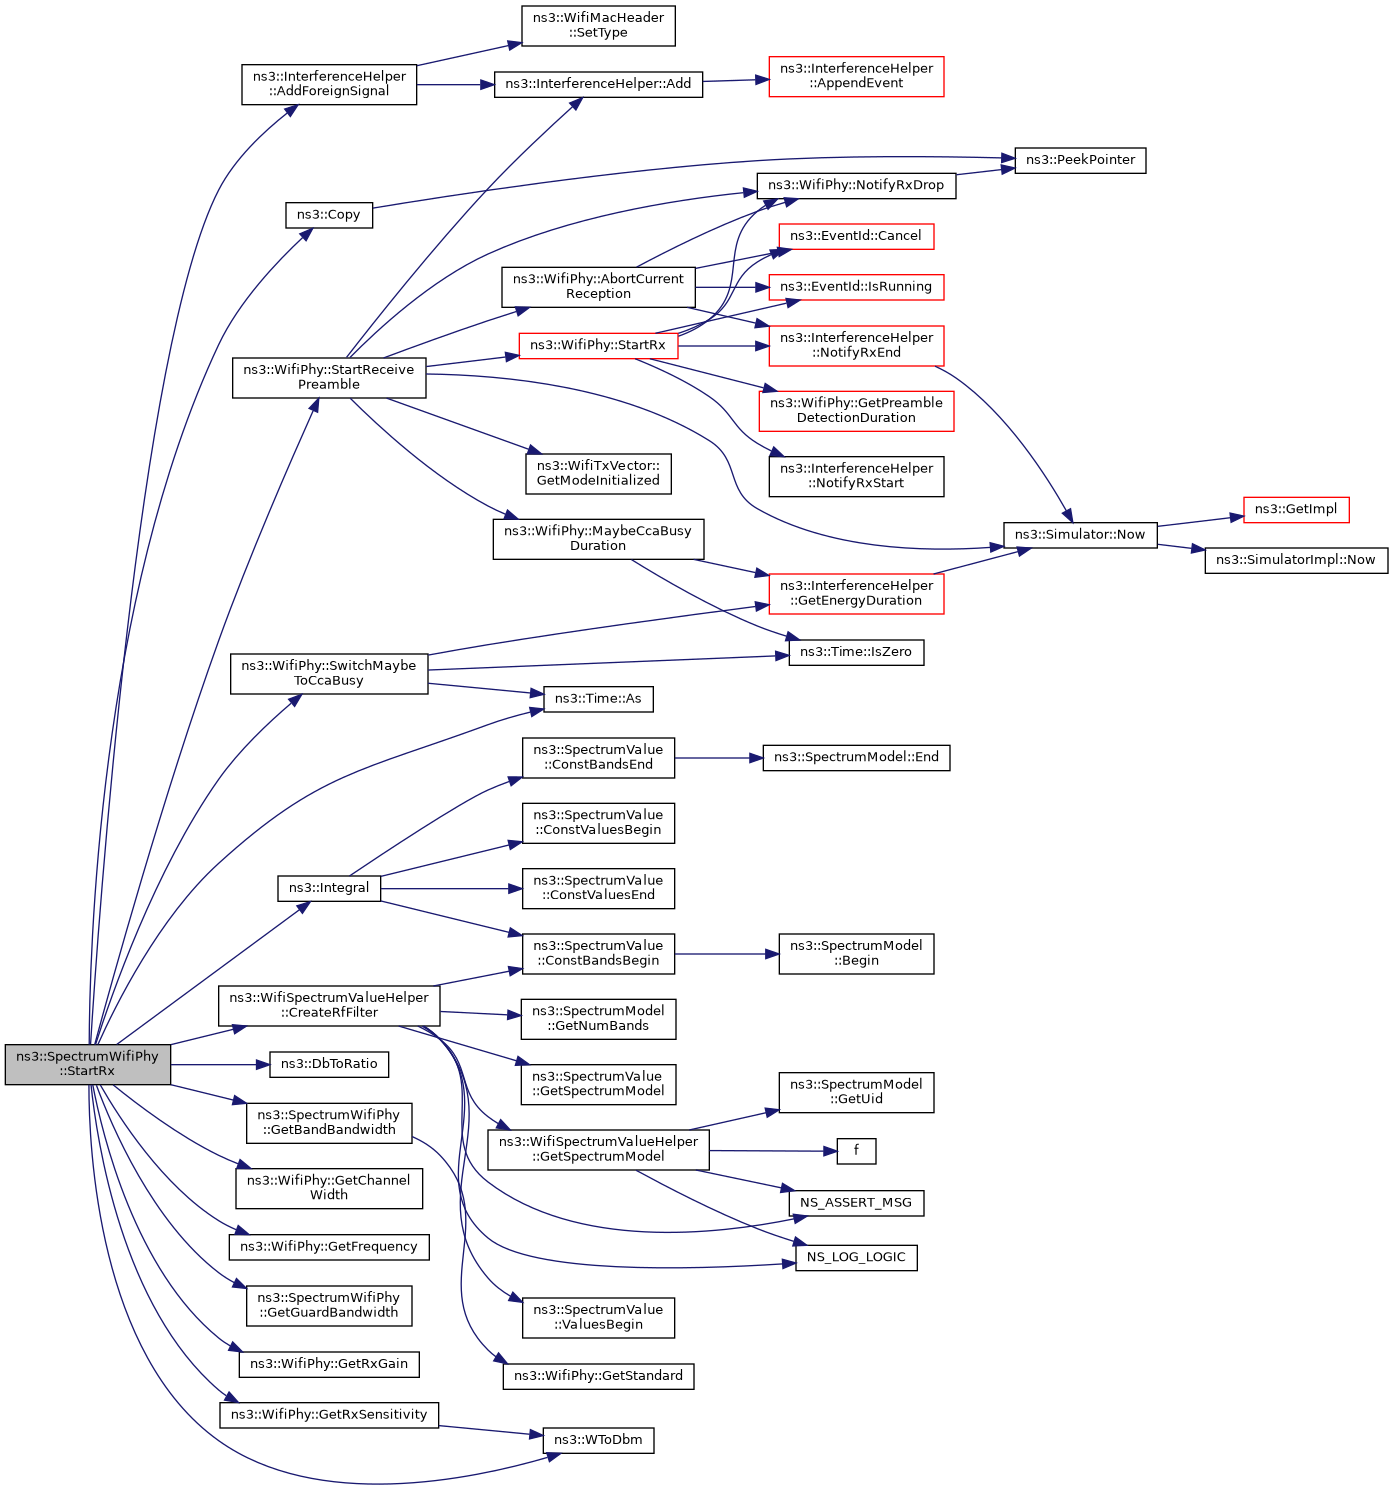 ns3::WifiMacHeader
::SetType
ns3::InterferenceHelper
::AddForeignSignal
ns3::InterferenceHelper::Add
ns3::InterferenceHelper
::AppendEvent
ns3::PeekPointer
ns3::WifiPhy::NotifyRxDrop
ns3::Copy
ns3::EventId::Cancel
ns3::WifiPhy::AbortCurrent
Reception
ns3::EventId::IsRunning
ns3::WifiPhy::StartRx
ns3::InterferenceHelper
::NotifyRxEnd
ns3::WifiPhy::StartReceive
Preamble
ns3::WifiPhy::GetPreamble
DetectionDuration
ns3::WifiTxVector::
GetModeInitialized
ns3::InterferenceHelper
::NotifyRxStart
ns3::GetImpl
ns3::WifiPhy::MaybeCcaBusy
Duration
ns3::Simulator::Now
ns3::SimulatorImpl::Now
ns3::InterferenceHelper
::GetEnergyDuration
ns3::Time::IsZero
ns3::WifiPhy::SwitchMaybe
ToCcaBusy
ns3::Time::As
ns3::SpectrumValue
::ConstBandsEnd
ns3::SpectrumModel::End
ns3::SpectrumValue
::ConstValuesBegin
ns3::Integral
ns3::SpectrumValue
::ConstValuesEnd
ns3::SpectrumValue
::ConstBandsBegin
ns3::SpectrumModel
::Begin
ns3::WifiSpectrumValueHelper
::CreateRfFilter
ns3::SpectrumModel
::GetNumBands
ns3::SpectrumWifiPhy
::StartRx
ns3::DbToRatio
ns3::SpectrumValue
::GetSpectrumModel
ns3::SpectrumModel
::GetUid
ns3::SpectrumWifiPhy
::GetBandBandwidth
ns3::WifiSpectrumValueHelper
::GetSpectrumModel
f
ns3::WifiPhy::GetChannel
Width
NS_ASSERT_MSG
ns3::WifiPhy::GetFrequency
NS_LOG_LOGIC
ns3::SpectrumWifiPhy
::GetGuardBandwidth
ns3::SpectrumValue
::ValuesBegin
ns3::WifiPhy::GetRxGain
ns3::WifiPhy::GetStandard
ns3::WifiPhy::GetRxSensitivity
ns3::WToDbm